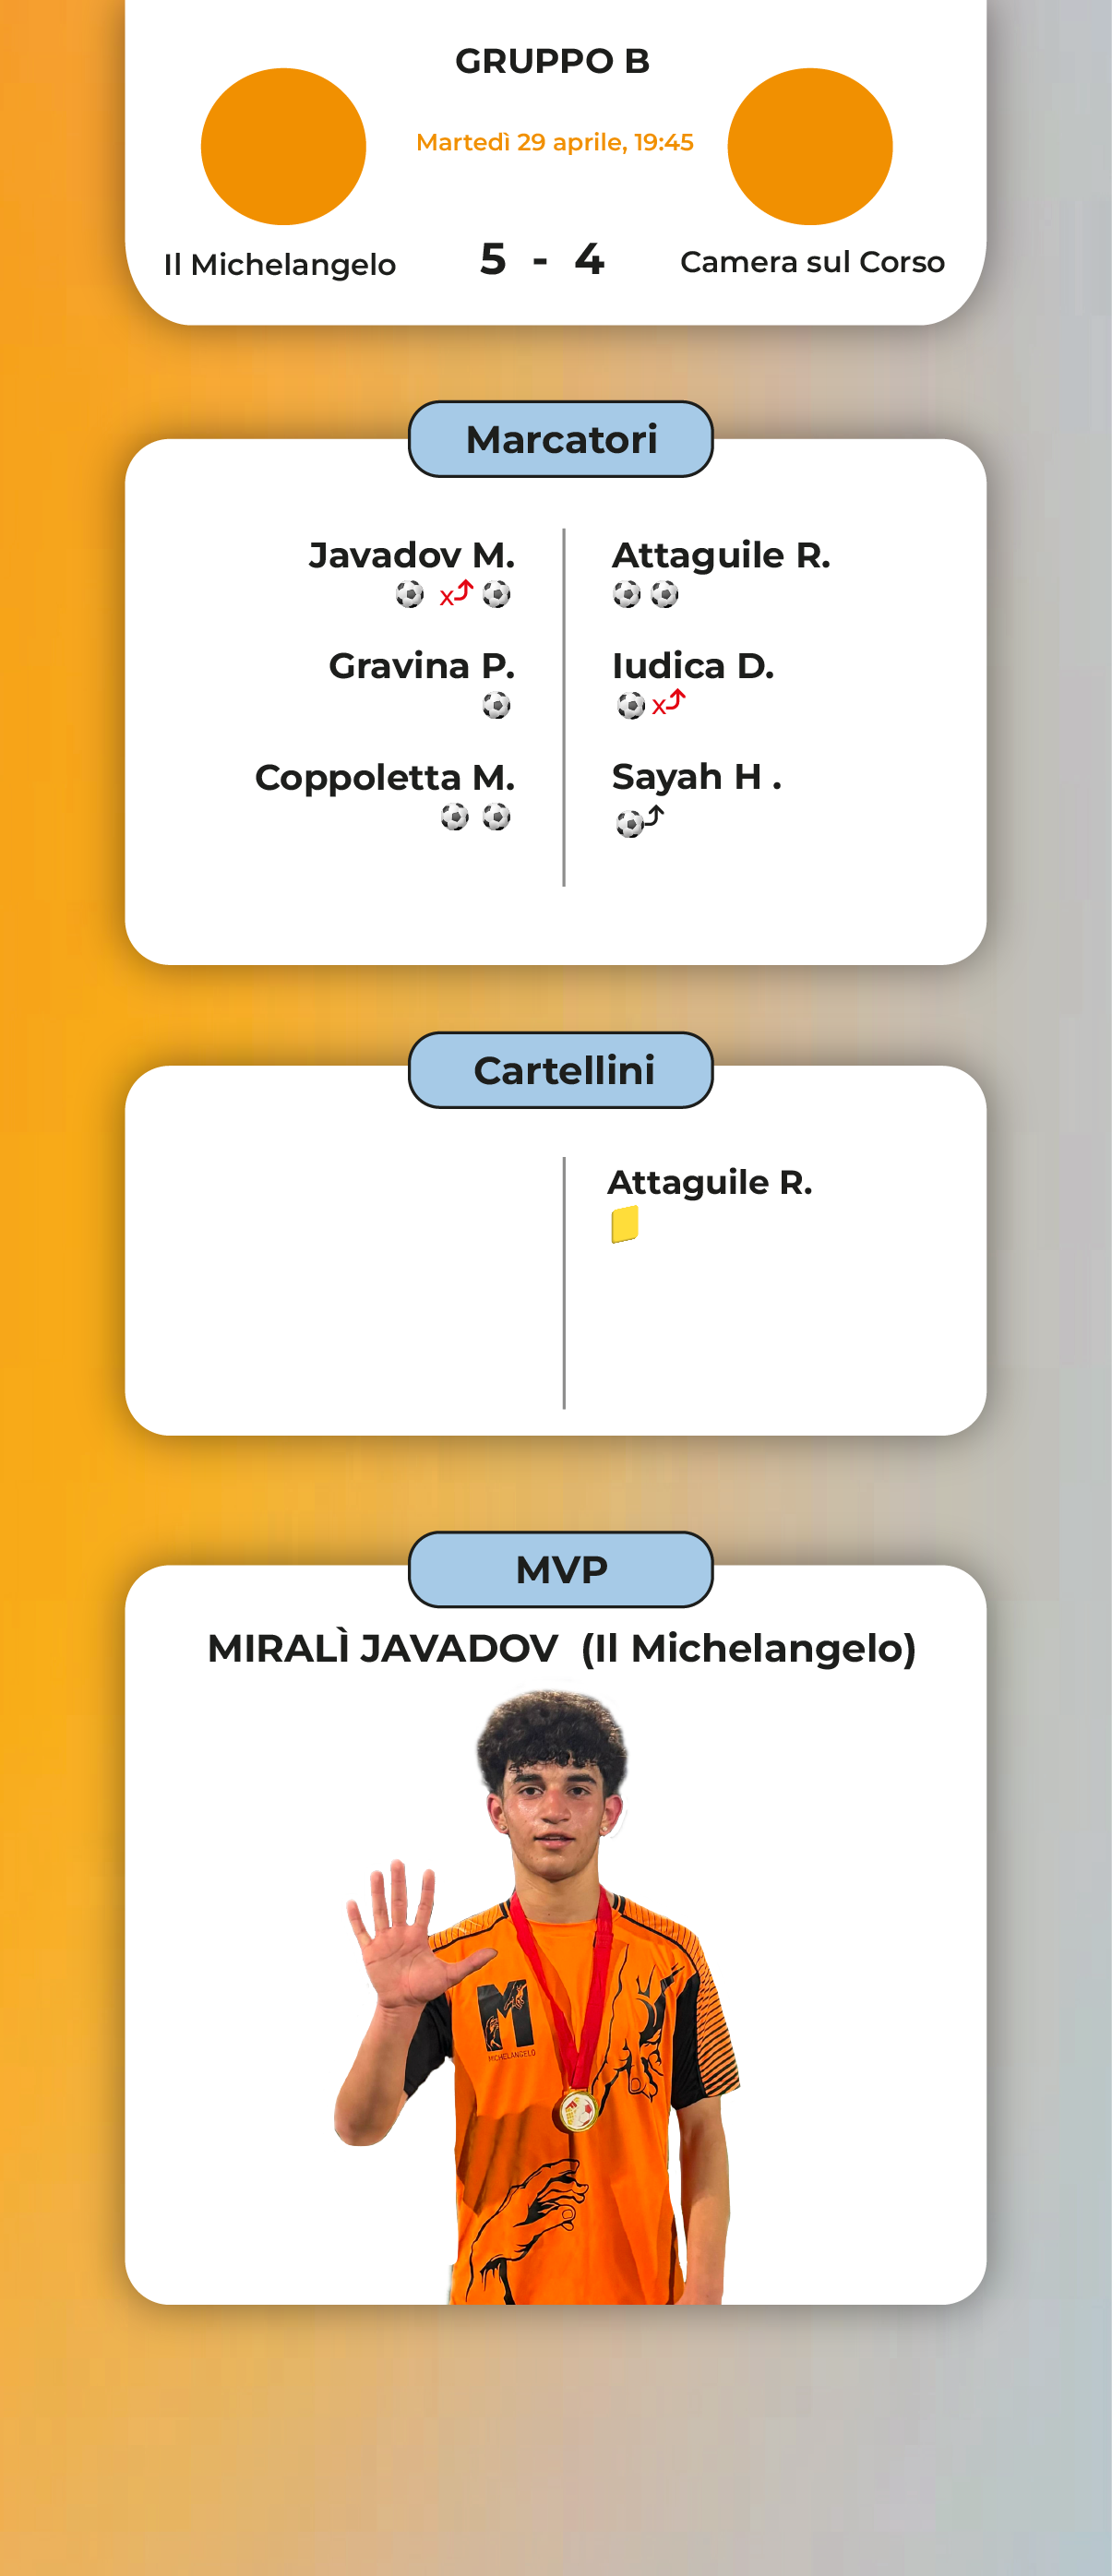 GRUPPO B
Martedì 29 aprile, 19:45
Il Michelangelo 5 - 4 Camera sul Corso
Marcatori
Javadov M. Attaguile R.
x x
Gravina P. Iudica D.
Coppoletta M. Sayah H .
Cartellini
Attaguile R.
MVP
MIRALÌ JAVADOV (Il Michelangelo)
M
MICHELANGELO